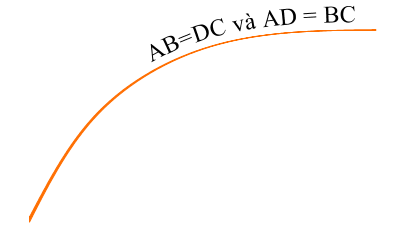 AB=DC và AD = BC